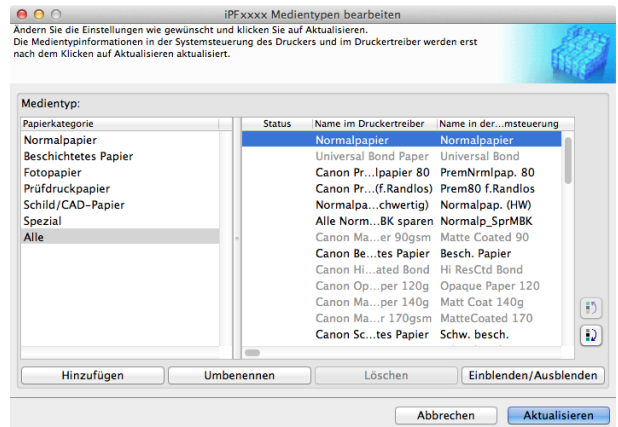 iPFxxxx Medientypen bearbeiten
Ändern Sie die Einstellungen wie gewünscht und klicken Sie auf Aktualisieren.
Die Medientypinformationen in der Systemsteuerung des Druckers und im Druckertreiber werden erst
nach dem Klicken auf Aktualisieren aktualisiert.
Medientyp:
Papierkategorie
Normalpapier
Beschichtetes Papier
Fotopapier
Prüfdruckpapier
Schild/CAD-Papier
Spezial
Alle
Status Name im Druckertreiber Name in der...msteuerung
Normalpapier Normalpapier
Universal Bond Paper Universal Bond
Canon Pr...lpapier 80 PremNrmlpap. 80
Canon Pr...(f.Randlos) Prem80 f.Randlos
Normalpa...chwertig) Normalpap. (HW)
Alle Norm...BK sparen Normalp_SprMBK
Canon Ma...er 90gsm Matte Coated 90
Canon Be...tes Papier Besch. Papier
Canon Hi...ated Bond Hi ResCtd Bond
Canon Op...per 120g Opaque Paper 120
Canon Ma...per 140g Matt Coat 140g
Canon Ma...r 170gsm MatteCoated 170
Canon Sc...tes Papier Schw. besch.
Hinzufügen Umbenennen Löschen Einblenden/Ausblenden
Abbrechen Aktualisieren